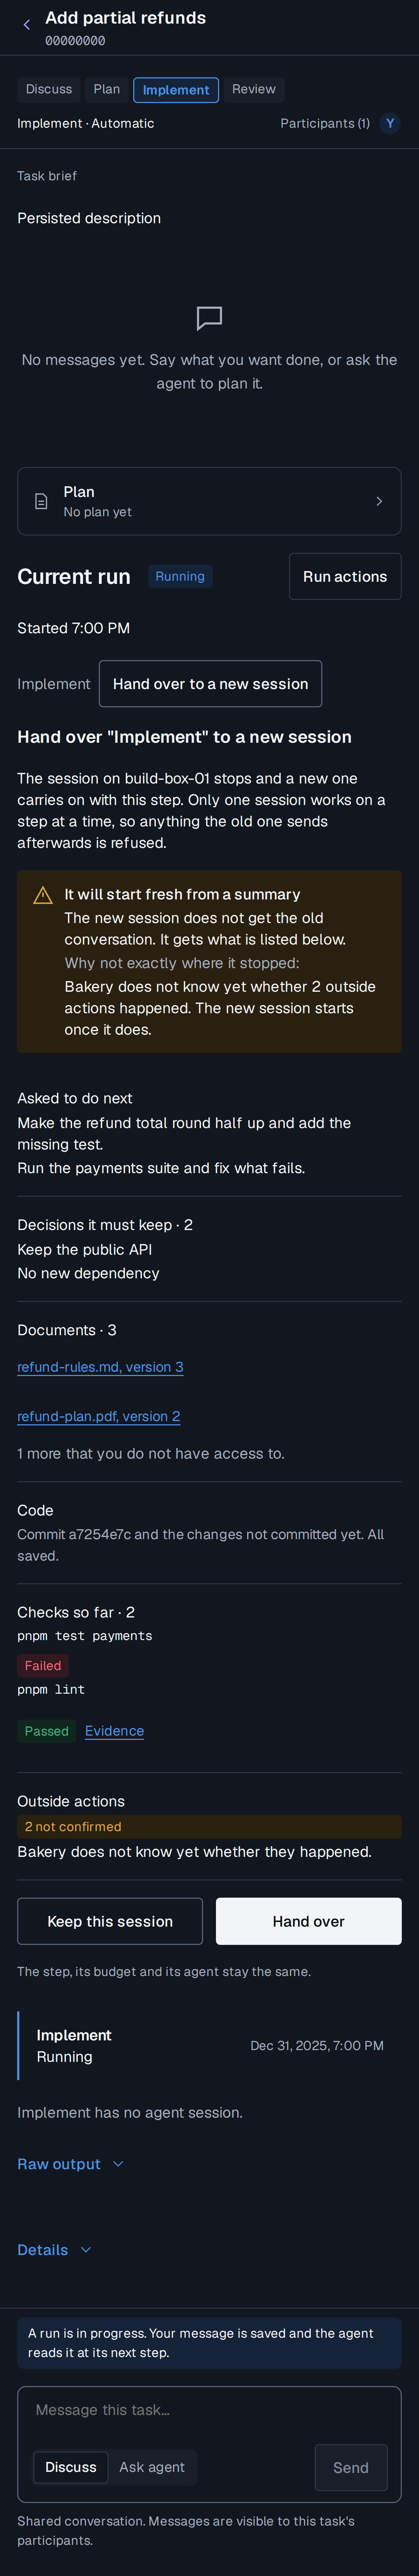 Add partial refunds
00000000
Discuss
Plan
Implement
Review
Implement · Automatic
Participants (1)
Y
Task brief
Persisted description
No messages yet. Say what you want done, or ask the
agent to plan it.
Plan
No plan yet
Current run
Running
Run actions
Started 7:00 PM
Implement
Hand over to a new session
Hand over "Implement" to a new session
The session on build-box-01 stops and a new one
carries on with this step. Only one session works on a
step at a time, so anything the old one sends
afterwards is refused.
It will start fresh from a summary
The new session does not get the old
conversation. It gets what is listed below.
Why not exactly where it stopped:
Bakery does not know yet whether 2 outside
actions happened. The new session starts
once it does.
Asked to do next
Make the refund total round half up and add the
missing test.
Run the payments suite and fix what fails.
Decisions it must keep · 2
Keep the public API
No new dependency
Documents · 3
refund-rules.md, version 3
refund-plan.pdf, version 2
1 more that you do not have access to.
Code
Commit a7254e7c and the changes not committed yet. All
saved.
Checks so far · 2
pnpm test payments
Failed
pnpm lint
Passed
Evidence
Outside actions
2 not confirmed
Bakery does not know yet whether they happened.
Keep this session
Hand over
The step, its budget and its agent stay the same.
Implement
Running
Dec 31, 2025, 7:00 PM
Implement has no agent session.
Raw output
Details
A run is in progress. Your message is saved and the agent
reads it at its next step.
Message this task...
Discuss
Ask agent
Send
Shared conversation. Messages are visible to this task's
participants.